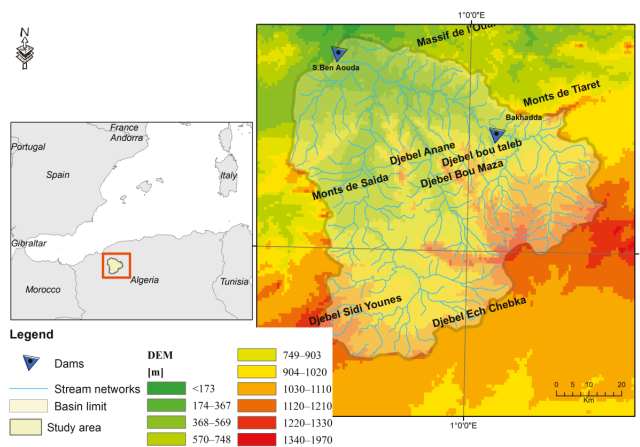 N
1°0'0"E
Massif de l'Oua
S.Ben Aouda
Monts de Tiaret
Bakhadda
Djebel Anane
Djebel bou taleb
Djebel Bou Maza
Monts de Saida
Djebel Sidi Younes
Djebel Ech Chebka
0 5 10 20
Km
1°0'0"E
France
Andorra
Portugal
Spain
Italy
Gibraltar
Algeria
Tunisia
Morocco
Legend
Dams
Stream networks
Basin limit
Study area
DEM
[m]
<173
174–367
368–569
570–748
749–903
904–1020
1030–1110
1120–1210
1220–1330
1340–1970